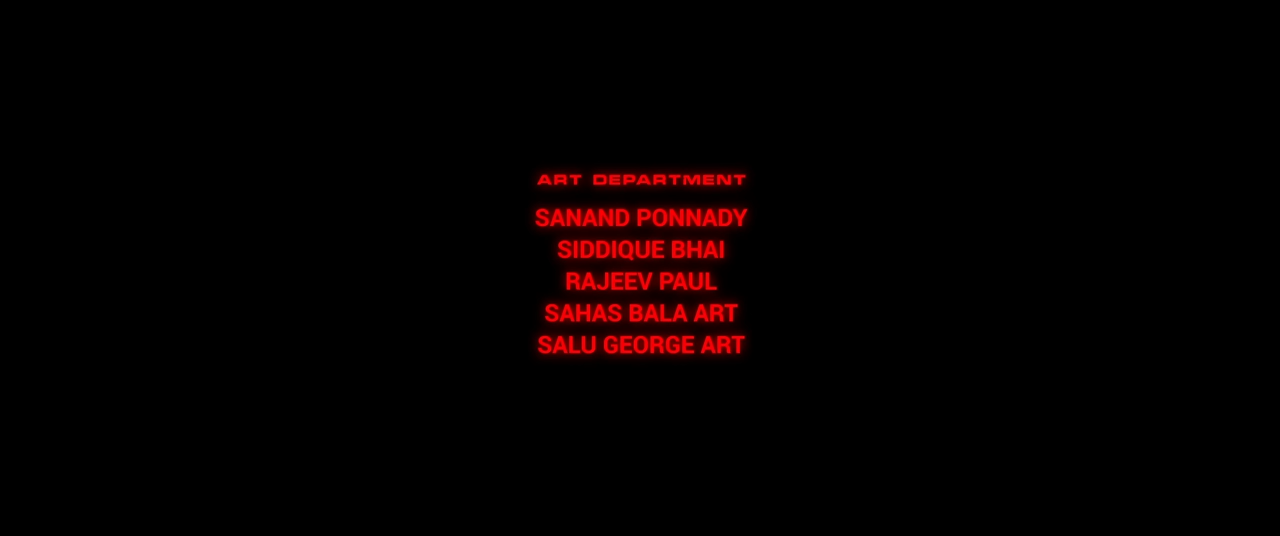 ART DEPARTMENT
SANAND PONNADY
SIDDIQUE BHAI
RAJEEV PAUL
SAHAS BALA ART
SALU GEORGE ART